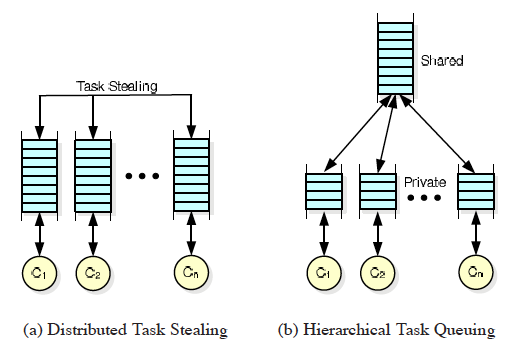 Task Stealing
C1 C2 Cn
(a) Distributed Task Stealing
Shared
Private
C1 C2 Cn
(b) Hierarchical Task Queuing